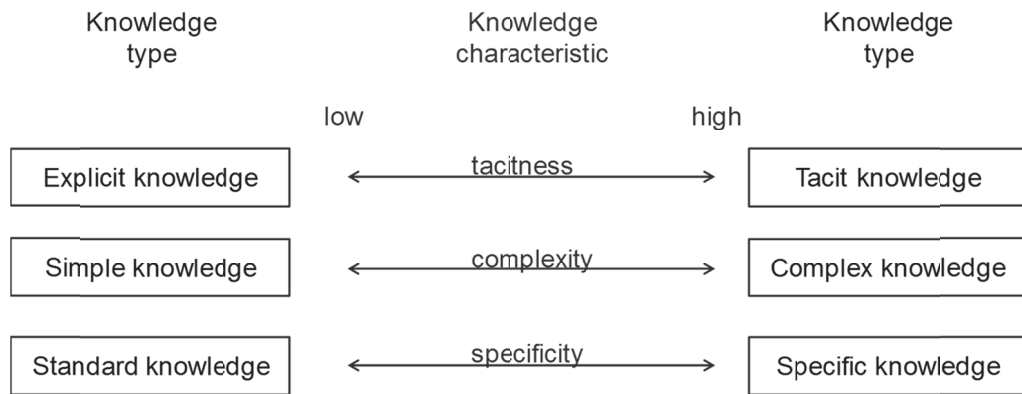 Knowledge
type
Knowledge
characteristic
Knowledge
type
low
high
Explicit knowledge
tacitness
Tacit knowledge
Simple knowledge
complexity
Complex knowledge
Standard knowledge
specificity
Specific knowledge